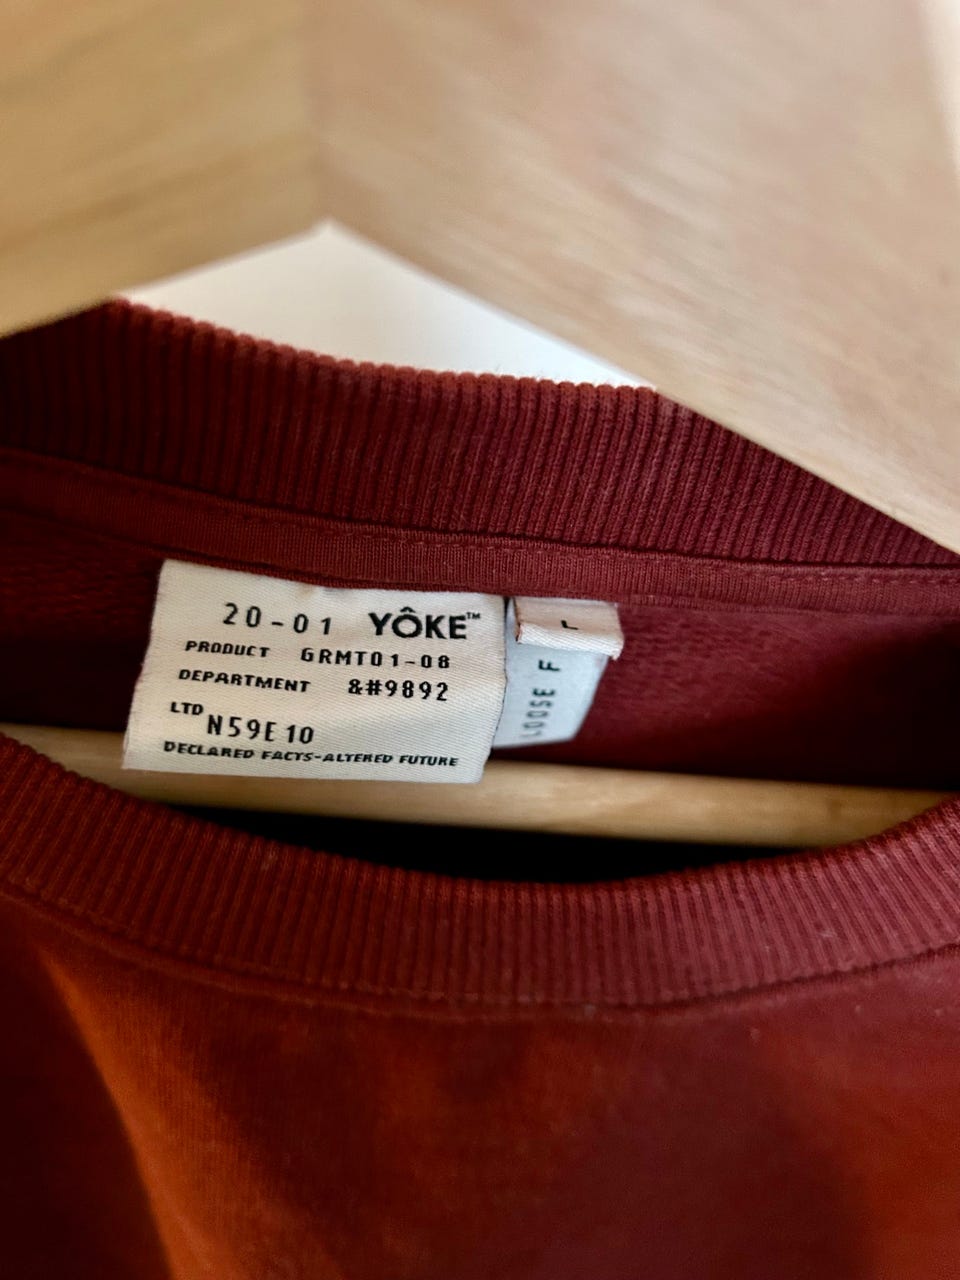 20-01 YÔKE™
PRODUCT GRMT01-08
DEPARTMENT &#9892
LTD N59E10
DECLARED FACTS-ALTERED FUTURE
L
LOOSE F